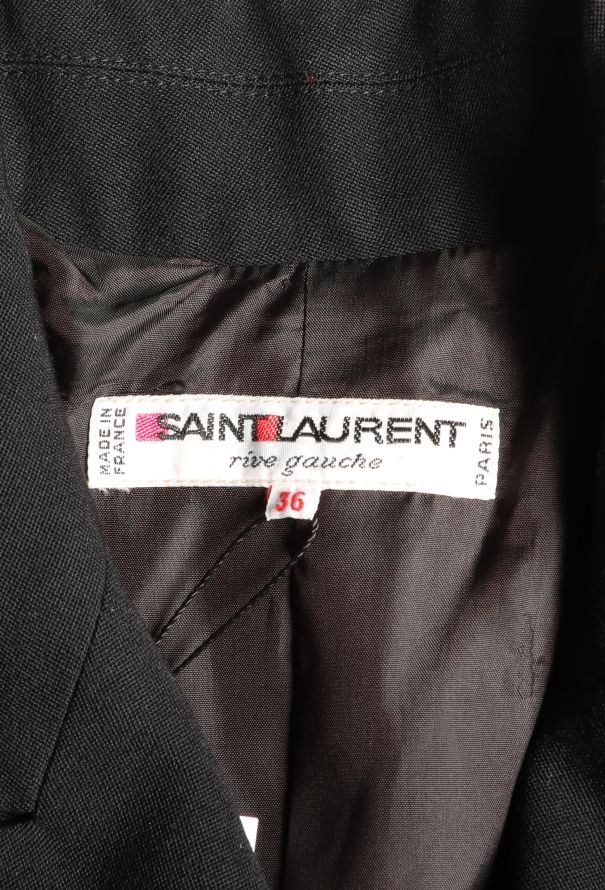 MADE IN
FRANCE
SAINT LAURENT
rive gauche
PARIS
36